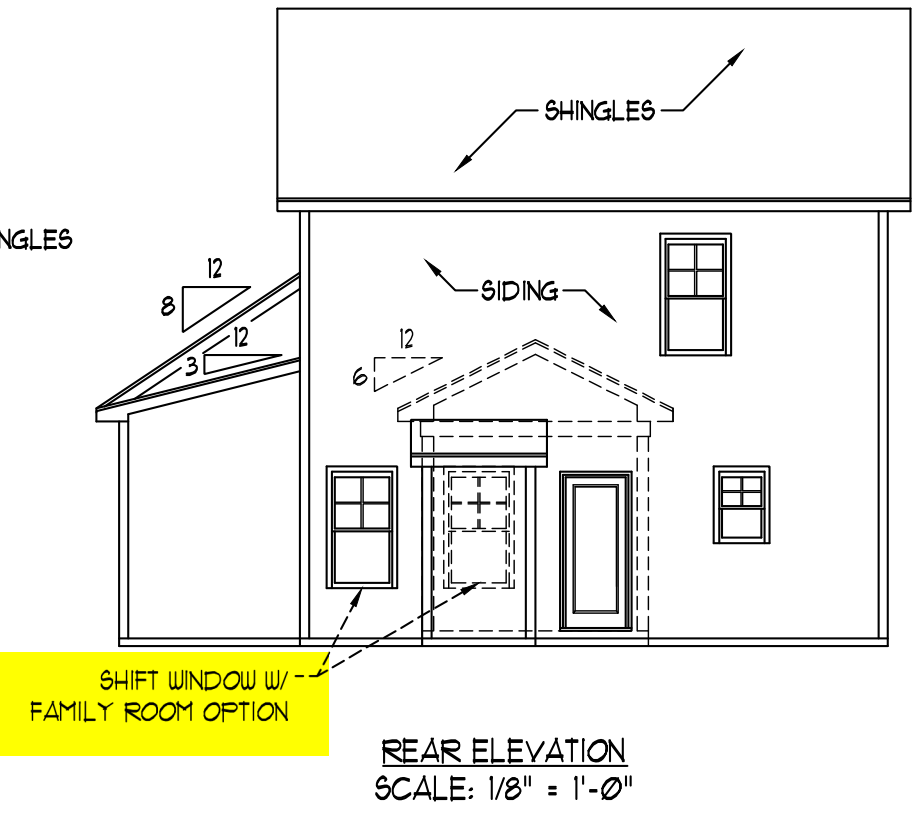 SHINGLES
NGLES
12
8
SIDING
12
3
12
6
SHIFT WINDOW W/
FAMILY ROOM OPTION
REAR ELEVATION
SCALE: 1/8" = 1'-0"